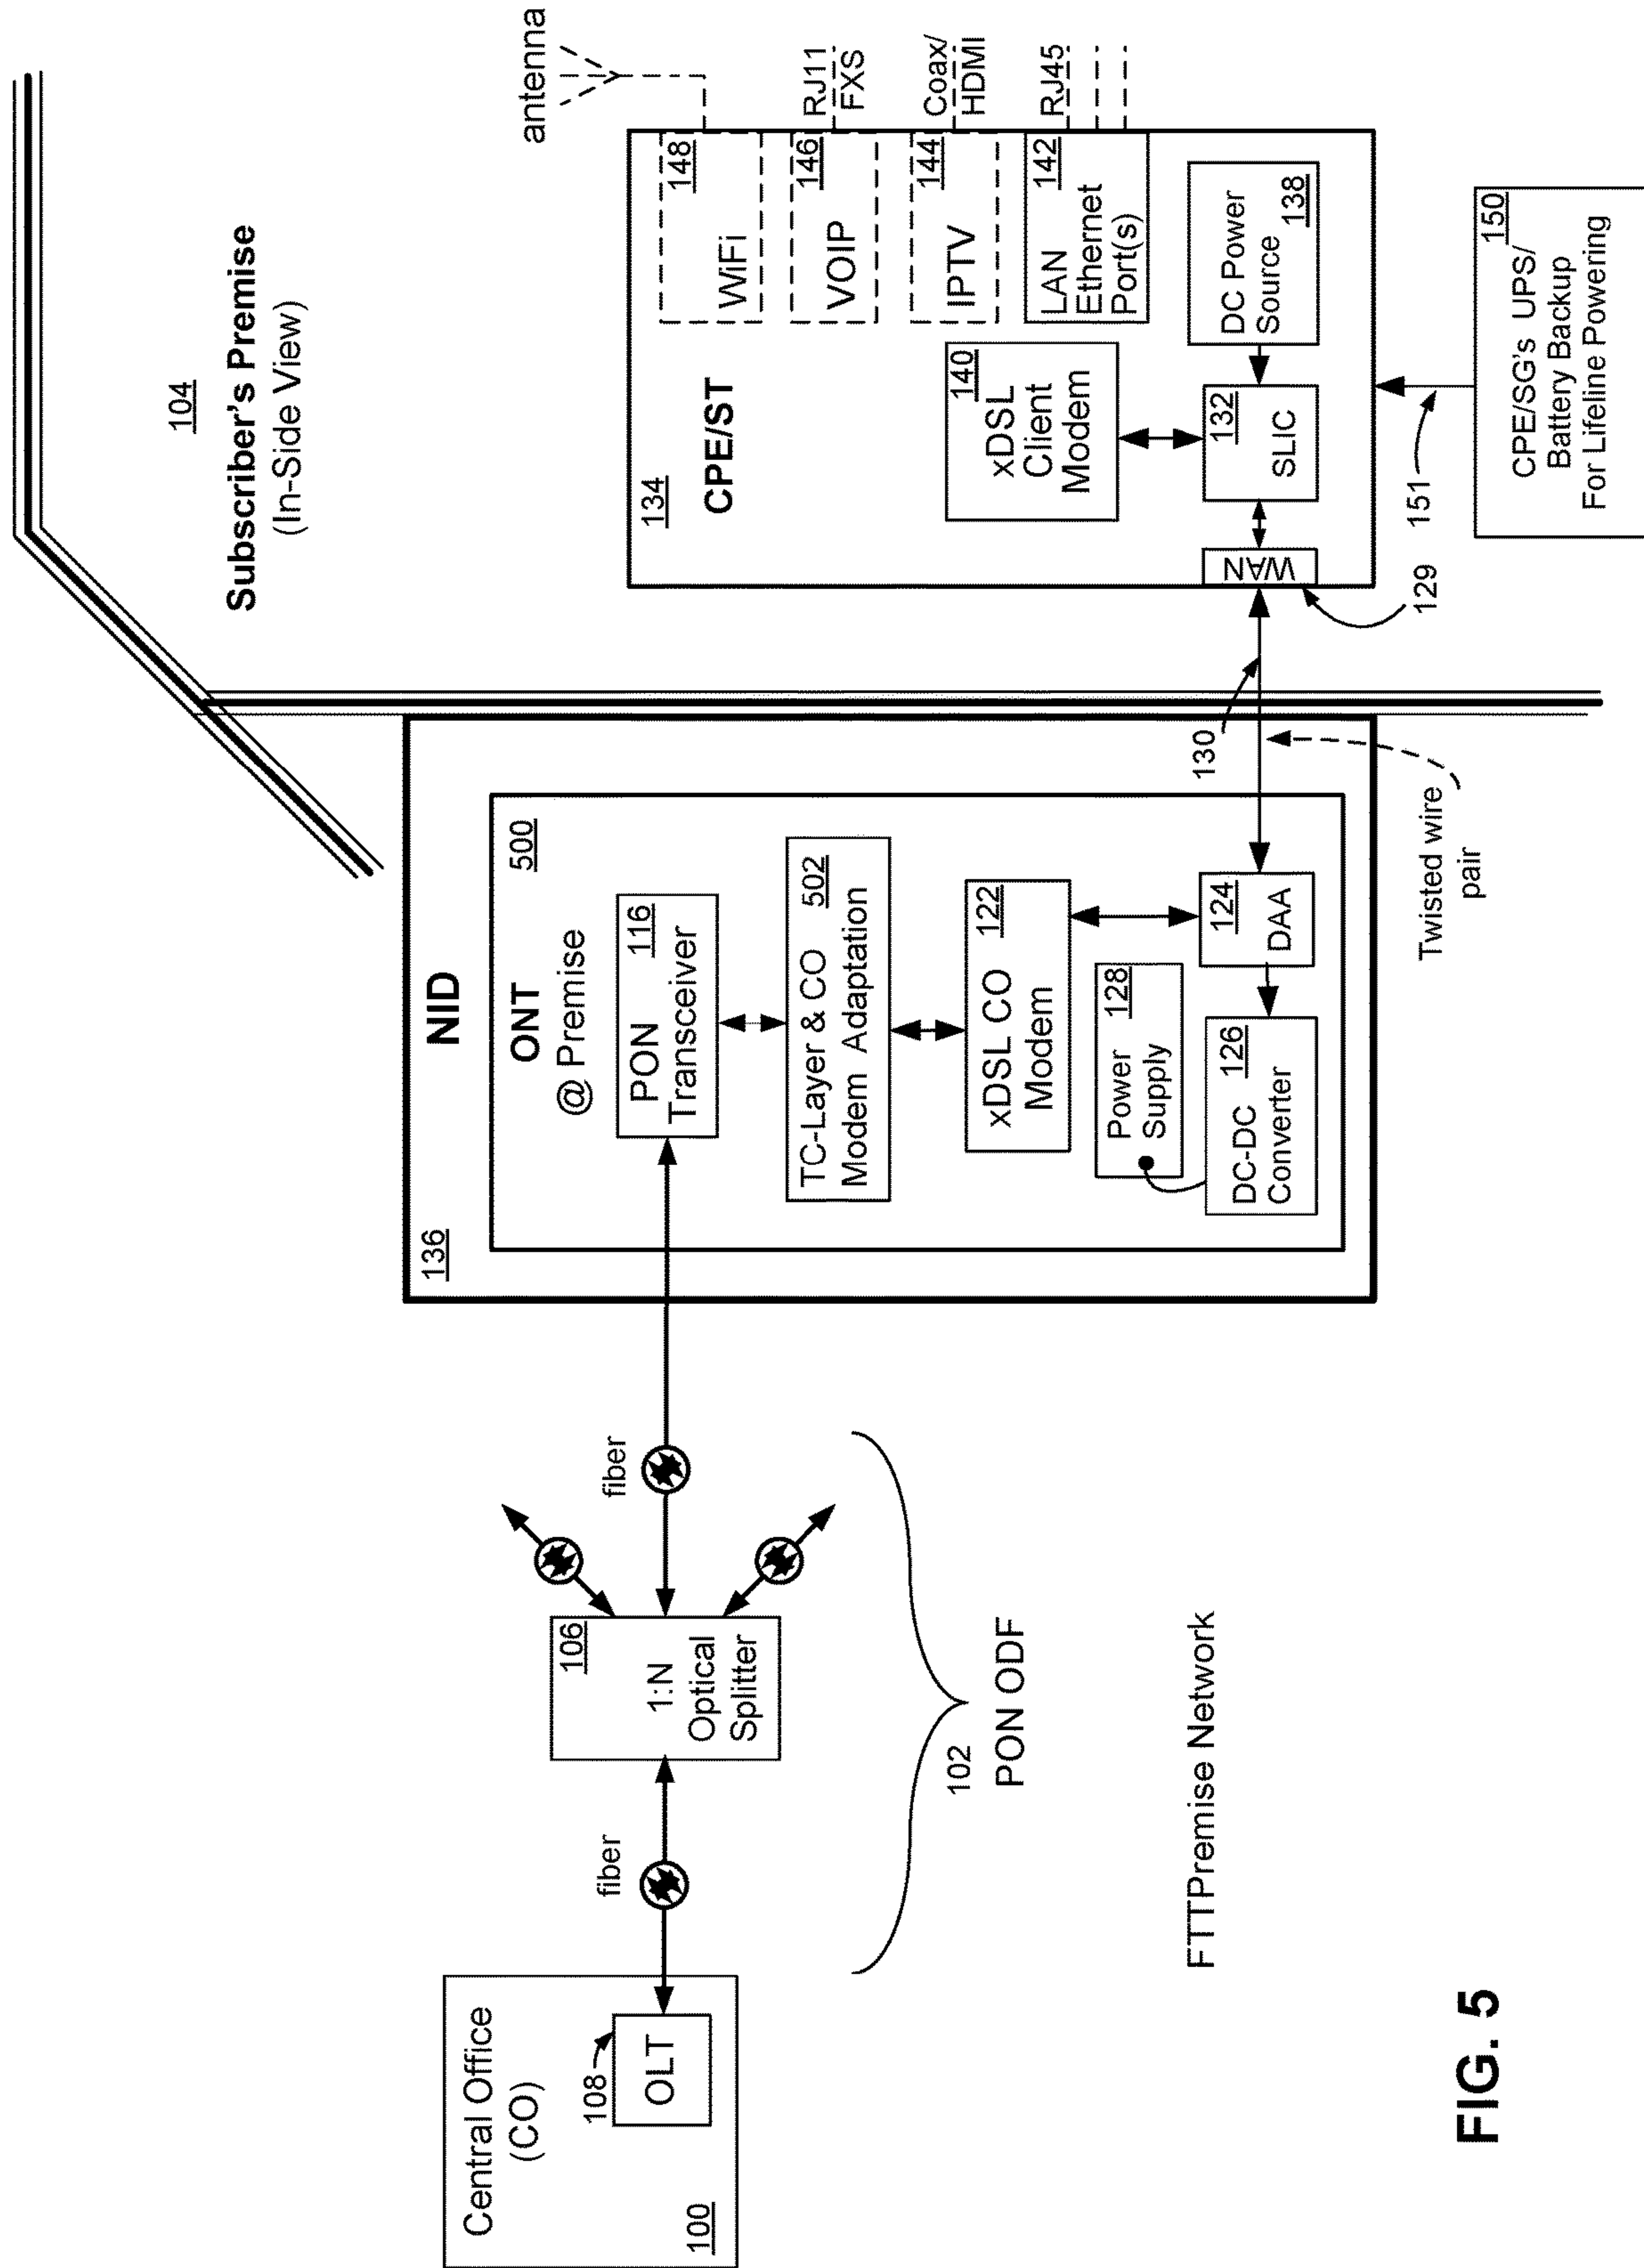 Central Office
(CO)
108
OLT
100
fiber
106
1:N
Optical
Splitter
fiber
102
PON ODF
FTTPremise Network
136
NID
ONT
500
@ Premise
PON
116
Transceiver
TC-Layer & CO
502
Modem Adaptation
xDSL CO
122
Modem
Power
128
Supply
124
DAA
DC-DC
126
Converter
130
Twisted wire
pair
104
Subscriber's Premise
(In-Side View)
134
CPE/ST
148
WiFi
antenna
146
VOIP
RJ11
FXS
144
IPTV
Coax/
HDMI
142
LAN
Ethernet
Port(s)
RJ45
140
xDSL
Client
Modem
132
SLIC
DC Power
Source
138
WAN
129
151
150
CPE/SG's UPS/
Battery Backup
For Lifeline Powering
FIG. 5